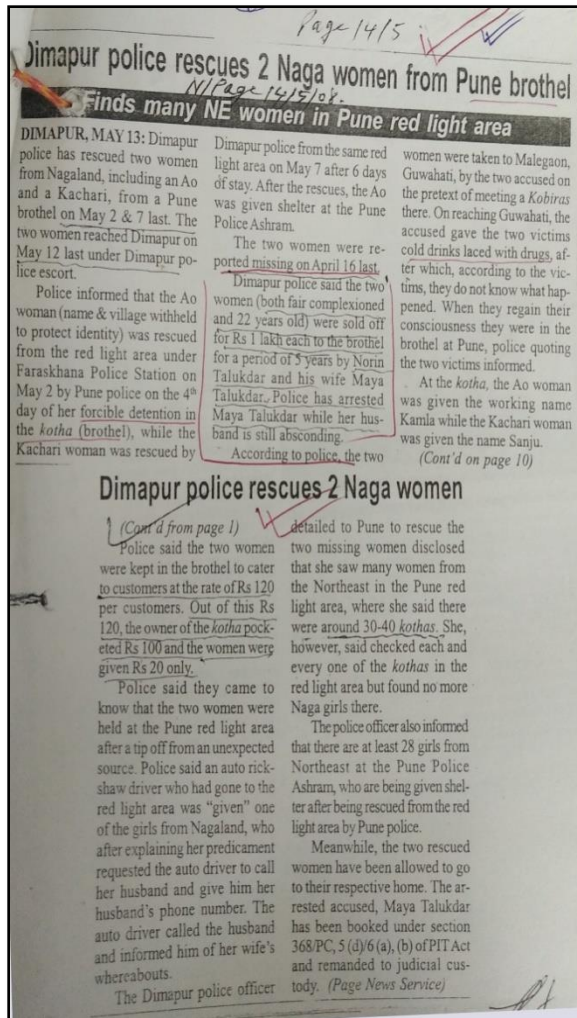 Page 14/5
Dimapur police rescues 2 Naga women from Pune brothel
N/Page 14/5/08.
Finds many NE women in Pune red light area
DIMAPUR, MAY 13: Dimapur
police has rescued two women
from Nagaland, including an Ao
and a Kachari, from a Pune
brothel on May 2 & 7 last. The
two women reached Dimapur on
May 12 last under Dimapur po-
lice escort.
Police informed that the Ao
woman (name & village withheld
to protect identity) was rescued
from the red light area under
Faraskhana Police Station on
May 2 by Pune police on the 4th
day of her forcible detention in
the kotha (brothel), while the
Kachari woman was rescued by
Dimapur police from the same red
light area on May 7 after 6 days
of stay. After the rescues, the Ao
was given shelter at the Pune
Police Ashram.
The two women were re-
ported missing on April 16 last.
Dimapur police said the two
women (both fair complexioned
and 22 years old) were sold off
for Rs 1 lakh each to the brothel
for a period of 5 years by Norin
Talukdar and his wife Maya
Talukdar. Police has arrested
Maya Talukdar while her hus-
band is still absconding.
According to police, the two
women were taken to Malegaon,
Guwahati, by the two accused on
the pretext of meeting a Kobiras
there. On reaching Guwahati, the
accused gave the two victims
cold drinks laced with drugs, af-
ter which, according to the vic-
tims, they do not know what hap-
pened. When they regain their
consciousness they were in the
brothel at Pune, police quoting
the two victims informed.
At the kotha, the Ao woman
was given the working name
Kamla while the Kachari woman
was given the name Sanju.
(Cont'd on page 10)
Dimapur police rescues 2 Naga women
(Cont'd from page 1)
Police said the two women
were kept in the brothel to cater
to customers at the rate of Rs 120
per customers. Out of this Rs
120, the owner of the kotha pock-
eted Rs 100 and the women were
given Rs 20 only.
Police said they came to
know that the two women were
held at the Pune red light area
after a tip off from an unexpected
source. Police said an auto rick-
shaw driver who had gone to the
red light area was "given" one
of the girls from Nagaland, who
after explaining her predicament
requested the auto driver to call
her husband and give him her
husband's phone number. The
auto driver called the husband
and informed him of her wife's
whereabouts.
The Dimapur police officer
detailed to Pune to rescue the
two missing women disclosed
that she saw many women from
the Northeast in the Pune red
light area, where she said there
were around 30-40 kothas. She,
however, said checked each and
every one of the kothas in the
red light area but found no more
Naga girls there.
The police officer also informed
that there are at least 28 girls from
Northeast at the Pune Police
Ashram, who are being given shel-
ter after being rescued from the red
light area by Pune police.
Meanwhile, the two rescued
women have been allowed to go
to their respective home. The ar-
rested accused, Maya Talukdar
has been booked under section
368/PC, 5 (d)/6 (a), (b) of PIT Act
and remanded to judicial cus-
tody. (Page News Service)